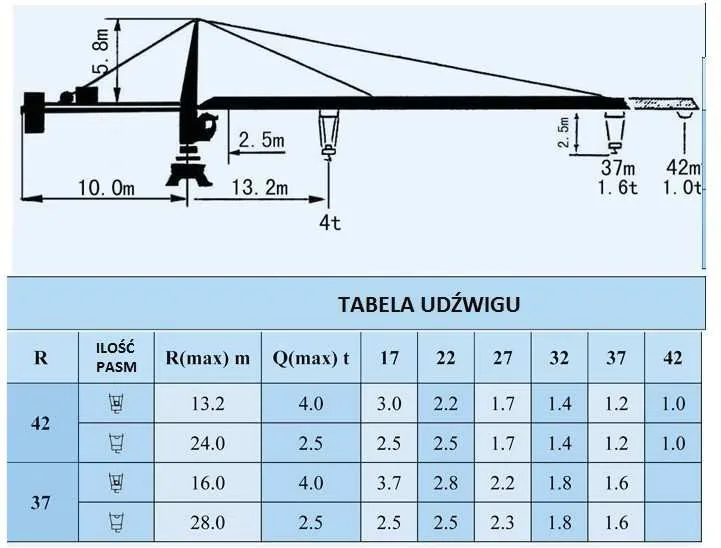 5.8m
2.5m
2.5m
10.0m
13.2m
37m
42m
4t
1.6t
1.0t
TABELA UDŹWIGU
R ILOŚĆ PASM R(max) m Q(max) t 17 22 27 32 37 42
42 13.2 4.0 3.0 2.2 1.7 1.4 1.2 1.0
24.0 2.5 2.5 2.5 1.7 1.4 1.2 1.0
37 16.0 4.0 3.7 2.8 2.2 1.8 1.6
28.0 2.5 2.5 2.5 2.3 1.8 1.6